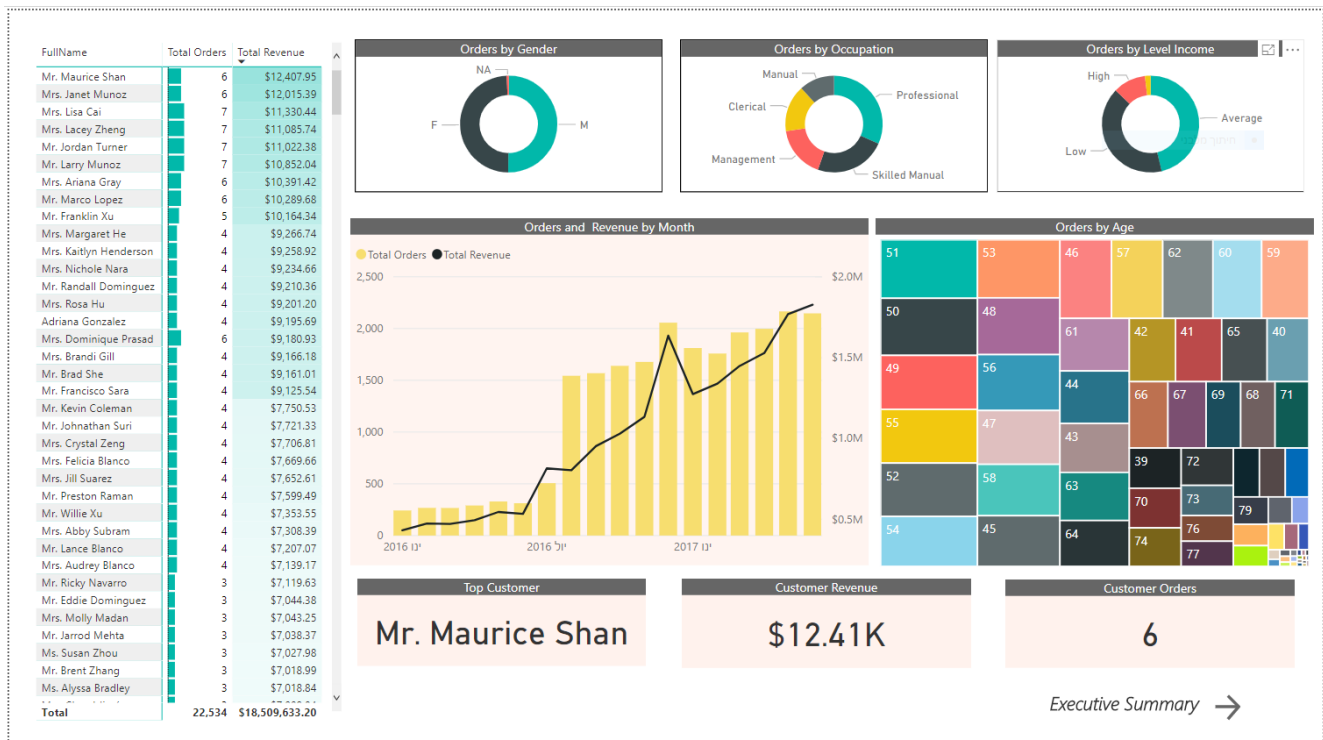 FullName Total Orders Total Revenue
Mr. Maurice Shan 6 $12,407.95
Mrs. Janet Munoz 6 $12,015.39
Mrs. Lisa Cai 7 $11,330.44
Mrs. Lacey Zheng 7 $11,085.74
Mr. Jordan Turner 7 $11,022.38
Mr. Larry Munoz 7 $10,852.04
Mrs. Ariana Gray 6 $10,391.42
Mr. Marco Lopez 6 $10,289.68
Mr. Franklin Xu 5 $10,164.34
Mrs. Margaret He 4 $9,266.74
Mrs. Kaitlyn Henderson 4 $9,258.92
Mrs. Nichole Nara 4 $9,234.66
Mr. Randall Dominguez 4 $9,210.36
Mrs. Rosa Hu 4 $9,201.20
Adriana Gonzalez 4 $9,195.69
Mrs. Dominique Prasad 6 $9,180.93
Mrs. Brandi Gill 4 $9,166.18
Mr. Brad She 4 $9,161.01
Mr. Francisco Sara 4 $9,125.54
Mr. Kevin Coleman 4 $7,750.53
Mr. Johnathan Suri 4 $7,721.33
Mrs. Crystal Zeng 4 $7,706.81
Mrs. Felicia Blanco 4 $7,669.66
Mrs. Jill Suarez 4 $7,652.61
Mr. Preston Raman 4 $7,599.49
Mr. Willie Xu 4 $7,353.55
Mrs. Abby Subram 4 $7,308.39
Mr. Lance Blanco 4 $7,207.07
Mrs. Audrey Blanco 4 $7,139.17
Mr. Ricky Navarro 3 $7,119.63
Mr. Eddie Dominguez 3 $7,044.38
Mrs. Molly Madan 3 $7,043.25
Mr. Jarrod Mehta 3 $7,038.37
Ms. Susan Zhou 3 $7,027.98
Mr. Brent Zhang 3 $7,018.99
Ms. Alyssa Bradley 3 $7,018.84
Total 22,534 $18,509,633.20
Orders by Gender
NA
F
M
Orders by Occupation
Manual
Professional
Clerical
Management
Skilled Manual
Orders by Level Income
High
Average
Low
Orders and Revenue by Month
Total Orders Total Revenue
2,500
2,000
1,500
1,000
500
0
$2.0M
$1.5M
$1.0M
$0.5M
ינו 2016
יול 2016
ינו 2017
Orders by Age
51 53 46 57 62 60 59
50 48 61 42 41 65 40
49 56 44 66 67 69 68 71
55 47 43 39 72
52 58 63 70 73 79
54 45 64 74 76
77
Top Customer
Mr. Maurice Shan
Customer Revenue
$12.41K
Customer Orders
6
Executive Summary